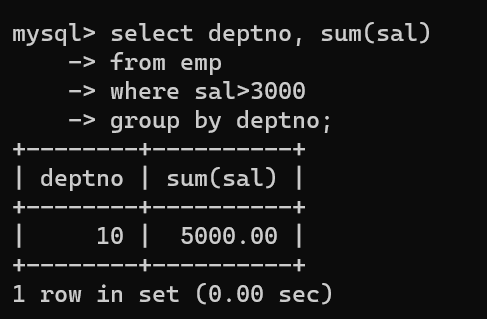 mysql> select deptno, sum(sal)
    -> from emp
    -> where sal>3000
    -> group by deptno;
+--------+----------+
| deptno | sum(sal) |
+--------+----------+
|     10 |  5000.00 |
+--------+----------+
1 row in set (0.00 sec)